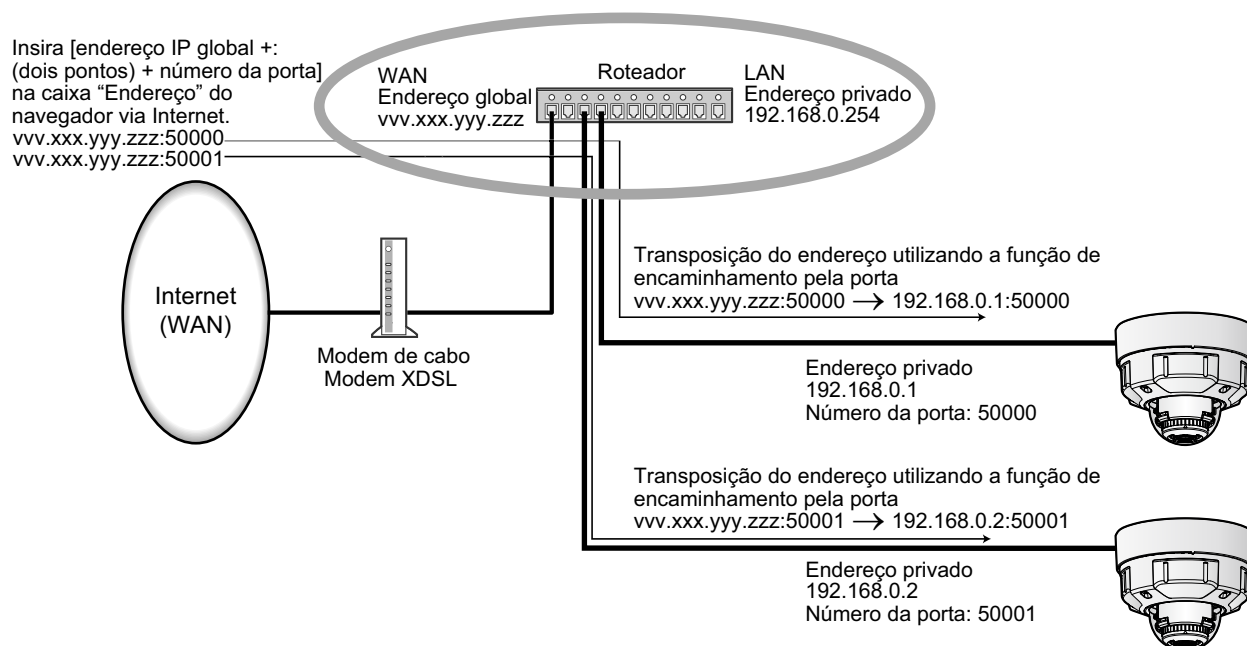 Insira [endereço IP global +:
(dois pontos) + número da porta]
na caixa “Endereço” do
navegador via Internet.
vvv.xxx.yyy.zzz:50000
vvv.xxx.yyy.zzz:50001
WAN
Endereço global
vvv.xxx.yyy.zzz
Roteador
LAN
Endereço privado
192.168.0.254
Internet
(WAN)
Modem de cabo
Modem XDSL
Transposição do endereço utilizando a função de
encaminhamento pela porta
vvv.xxx.yyy.zzz:50000 → 192.168.0.1:50000
Endereço privado
192.168.0.1
Número da porta: 50000
Transposição do endereço utilizando a função de
encaminhamento pela porta
vvv.xxx.yyy.zzz:50001 → 192.168.0.2:50001
Endereço privado
192.168.0.2
Número da porta: 50001